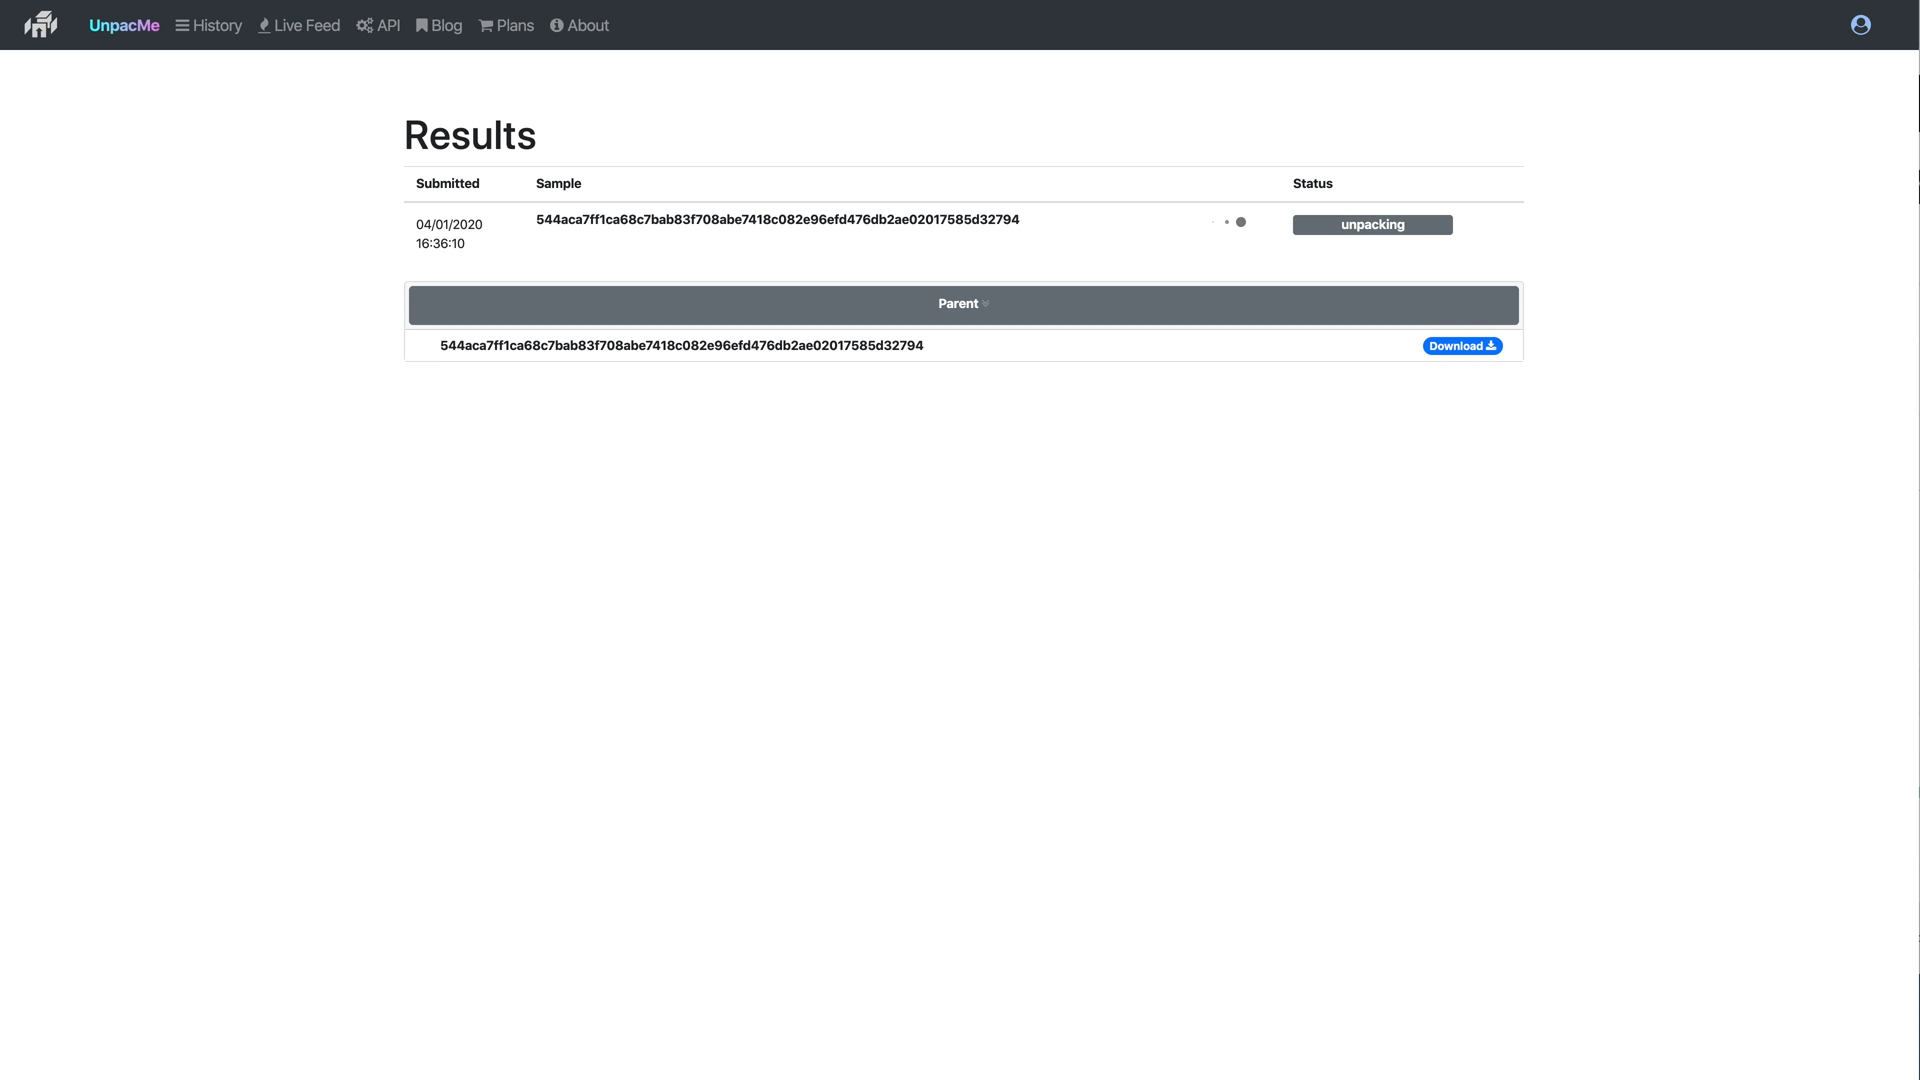 UnpacMe History Live Feed API Blog Plans About
Results
Submitted Sample Status
04/01/2020 544aca7ff1ca68c7bab83f708abe7418c082e96efd476db2ae02017585d32794 unpacking
16:36:10
Parent
544aca7ff1ca68c7bab83f708abe7418c082e96efd476db2ae02017585d32794 Download